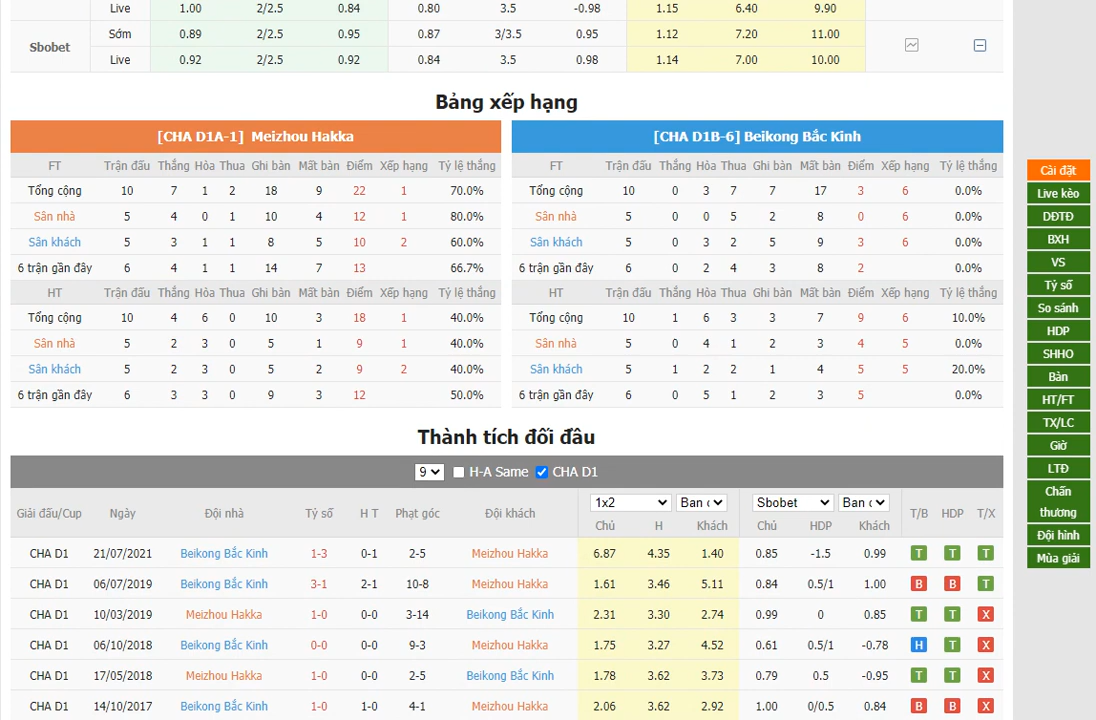 Live 1.00 2/2.5 0.84 0.80 3.5 -0.98 1.15 6.40 9.90
Sbobet
Sớm 0.89 2/2.5 0.95 0.87 3/3.5 0.95 1.12 7.20 11.00
Live 0.92 2/2.5 0.92 0.84 3.5 0.98 1.14 7.00 10.00
Bảng xếp hạng
[CHA D1A-1] Meizhou Hakka
FT Trận đấu Thắng Hòa Thua Ghi bàn Mất bàn Điểm Xếp hạng Tỷ lệ thắng
Tổng cộng 10 7 1 2 18 9 22 1 70.0%
Sân nhà 5 4 0 1 10 4 12 1 80.0%
Sân khách 5 3 1 1 8 5 10 2 60.0%
6 trận gần đây 6 4 1 1 14 7 13 66.7%
HT Trận đấu Thắng Hòa Thua Ghi bàn Mất bàn Điểm Xếp hạng Tỷ lệ thắng
Tổng cộng 10 4 6 0 10 3 18 1 40.0%
Sân nhà 5 2 3 0 5 1 9 1 40.0%
Sân khách 5 2 3 0 5 2 9 2 40.0%
6 trận gần đây 6 3 3 0 9 3 12 50.0%
[CHA D1B-6] Beikong Bắc Kinh
FT Trận đấu Thắng Hòa Thua Ghi bàn Mất bàn Điểm Xếp hạng Tỷ lệ thắng
Tổng cộng 10 0 3 7 7 17 3 6 0.0%
Sân nhà 5 0 0 5 2 8 0 6 0.0%
Sân khách 5 0 3 2 5 9 3 6 0.0%
6 trận gần đây 6 0 2 4 3 8 2 0.0%
HT Trận đấu Thắng Hòa Thua Ghi bàn Mất bàn Điểm Xếp hạng Tỷ lệ thắng
Tổng cộng 10 1 6 3 3 7 9 6 10.0%
Sân nhà 5 0 4 1 2 3 4 5 0.0%
Sân khách 5 1 2 2 1 4 5 5 20.0%
6 trận gần đây 6 0 5 1 2 3 5 0.0%
Thành tích đối đầu
9 H-A Same CHA D1
Giải đấu/Cup Ngày Đội nhà Tỷ số H T Phạt góc Đội khách 1x2 Ban c Sbobet Ban c T/B HDP T/X
Chủ H Khách Chủ HDP Khách
CHA D1 21/07/2021 Beikong Bắc Kinh 1-3 0-1 2-5 Meizhou Hakka 6.87 4.35 1.40 0.85 -1.5 0.99 T T T
CHA D1 06/07/2019 Beikong Bắc Kinh 3-1 2-1 10-8 Meizhou Hakka 1.61 3.46 5.11 0.84 0.5/1 1.00 B B T
CHA D1 10/03/2019 Meizhou Hakka 1-0 0-0 3-14 Beikong Bắc Kinh 2.31 3.30 2.74 0.99 0 0.85 T T X
CHA D1 06/10/2018 Beikong Bắc Kinh 0-0 0-0 9-3 Meizhou Hakka 1.75 3.27 4.52 0.61 0.5/1 -0.78 H T X
CHA D1 17/05/2018 Meizhou Hakka 1-0 0-0 2-5 Beikong Bắc Kinh 1.78 3.62 3.73 0.79 0.5 -0.95 T T X
CHA D1 14/10/2017 Beikong Bắc Kinh 1-0 1-0 4-1 Meizhou Hakka 2.06 3.62 2.92 1.00 0/0.5 0.84 B B X
Cài đặt
Live kèo
DĐTĐ
BXH
VS
Tỷ số
So sánh
HDP
SHHO
Bàn
HT/FT
TX/LC
Giờ
LTĐ
Chấn
thương
Đội hình
Mùa giải